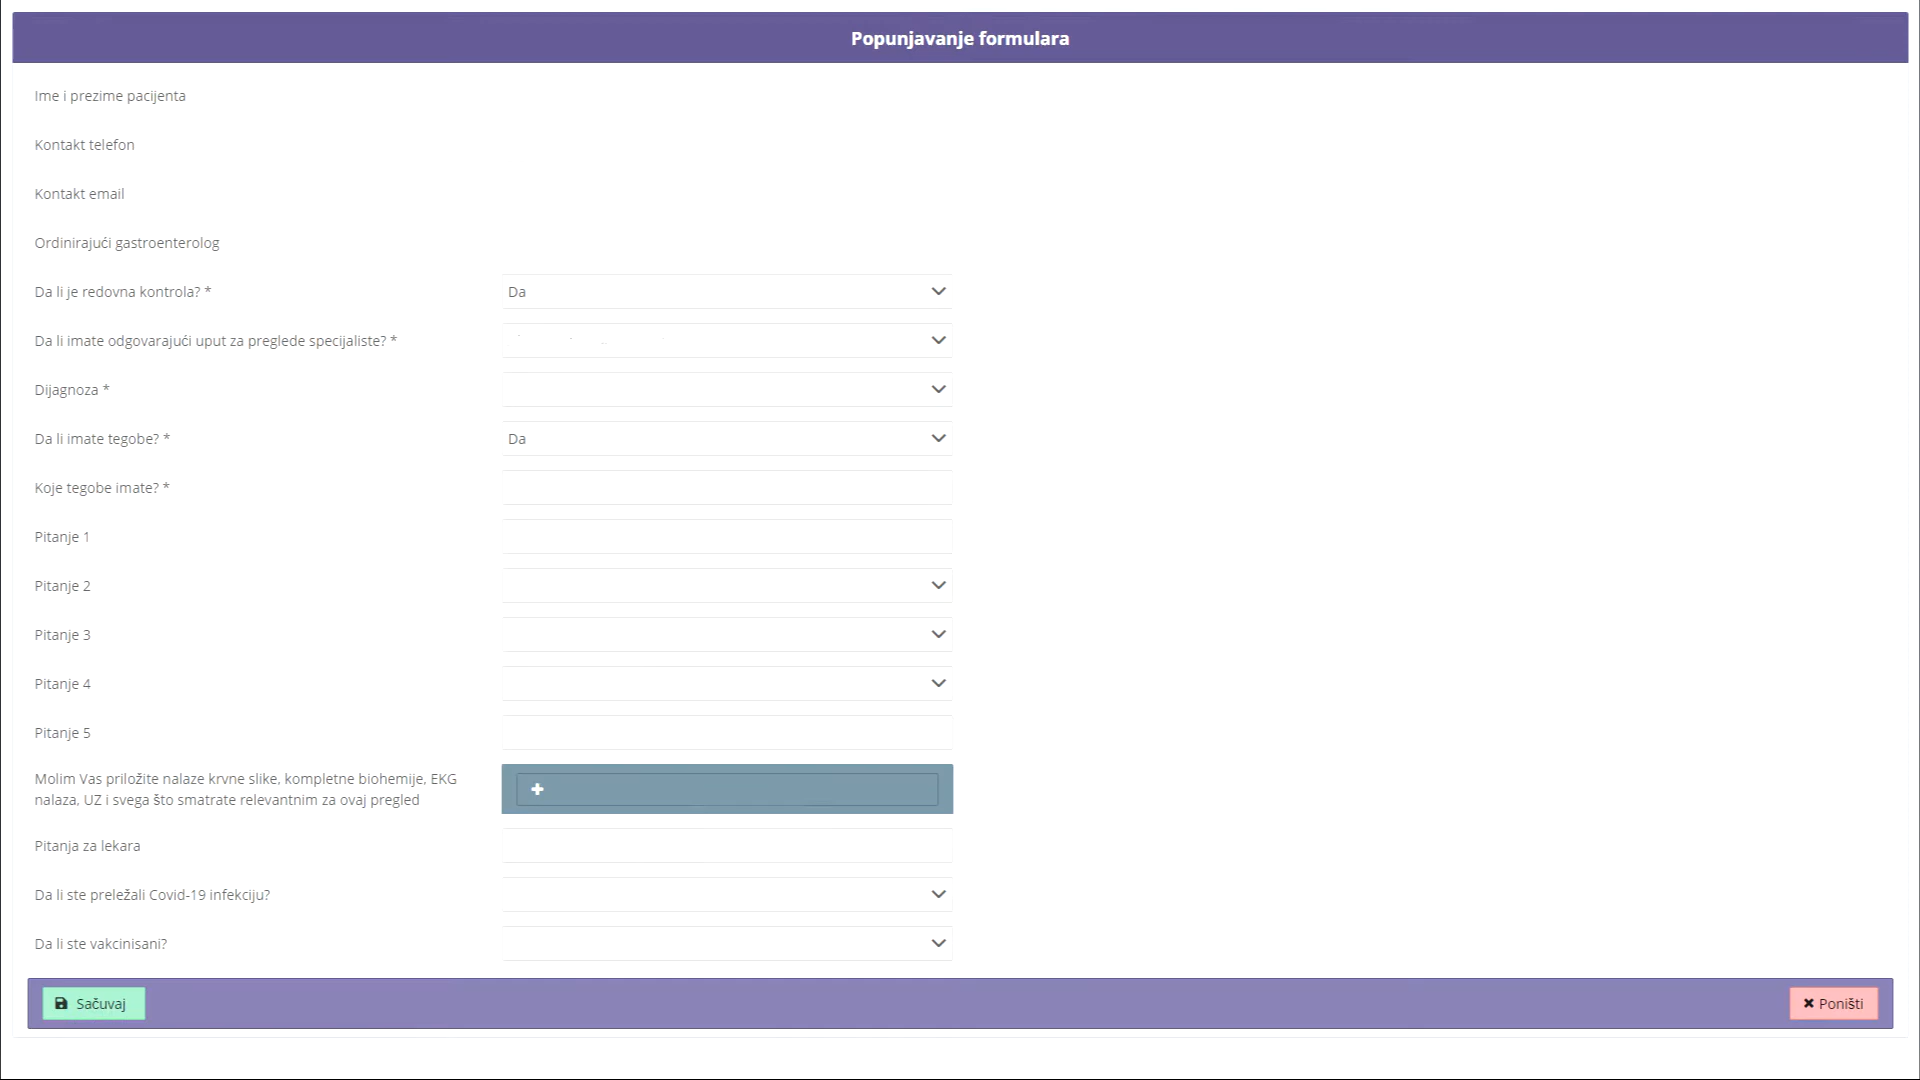 Popunjavanje formulara
Ime i prezime pacijenta
Kontakt telefon
Kontakt email
Ordinirajući gastroenterolog
Da li je redovna kontrola? *
Da
Da li imate odgovarajući uput za preglede specijaliste? *
Dijagnoza *
Da li imate tegobe? *
Da
Koje tegobe imate? *
Pitanje 1
Pitanje 2
Pitanje 3
Pitanje 4
Pitanje 5
Molim Vas priložite nalaze krvne slike, kompletne biohemije, EKG
nalaza, UZ i svega što smatrate relevantnim za ovaj pregled
Pitanja za lekara
Da li ste preležali Covid-19 infekciju?
Da li ste vakcinisani?
Sačuvaj
Poništi